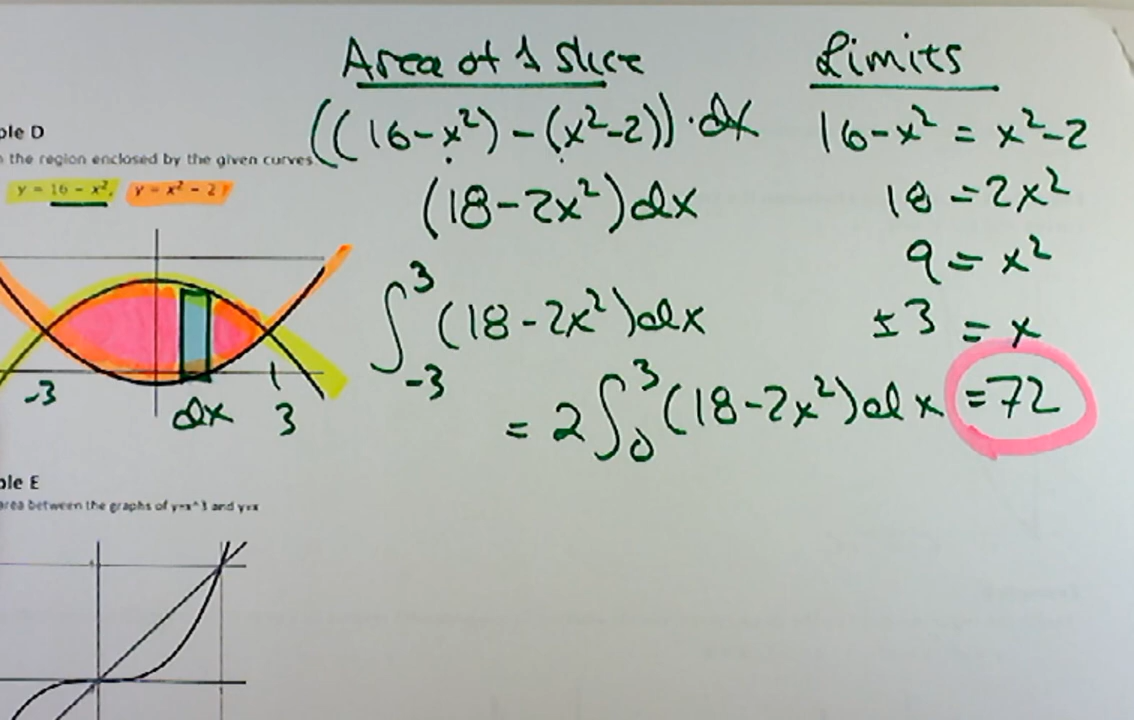 Area of 1 slice
((16-x²) - (x²-2))·dx
(18-2x²)dx
∫₋₃³ (18-2x²)dx
= 2∫₀³ (18-2x²)dx = 72
Limits
16-x² = x²-2
18 = 2x²
9 = x²
±3 = x
ple D
the region enclosed by the given curves.
y = 16 - x², y = x² - 2
-3
dx
3
ple E
area between the graphs of y=x^3 and y=x